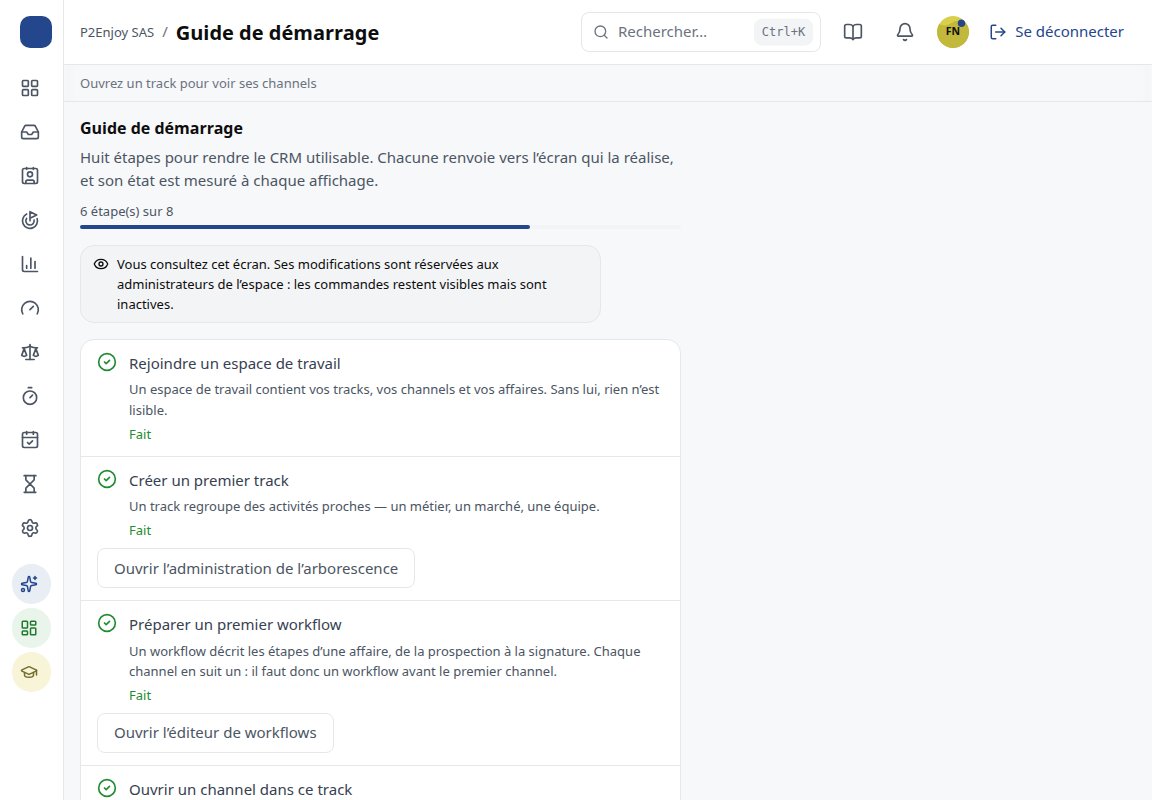 P2Enjoy SAS / Guide de démarrage
Rechercher... Ctrl+K
FN
Se déconnecter
Ouvrez un track pour voir ses channels
Guide de démarrage
Huit étapes pour rendre le CRM utilisable. Chacune renvoie vers l’écran qui la réalise,
et son état est mesuré à chaque affichage.
6 étape(s) sur 8
Vous consultez cet écran. Ses modifications sont réservées aux
administrateurs de l’espace : les commandes restent visibles mais sont
inactives.
Rejoindre un espace de travail
Un espace de travail contient vos tracks, vos channels et vos affaires. Sans lui, rien n’est
lisible.
Fait
Créer un premier track
Un track regroupe des activités proches — un métier, un marché, une équipe.
Fait
Ouvrir l’administration de l’arborescence
Préparer un premier workflow
Un workflow décrit les étapes d’une affaire, de la prospection à la signature. Chaque
channel en suit un : il faut donc un workflow avant le premier channel.
Fait
Ouvrir l’éditeur de workflows
Ouvrir un channel dans ce track